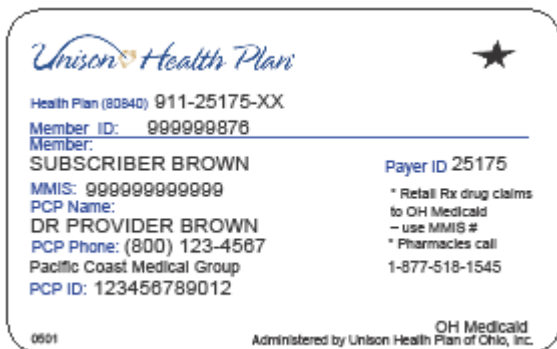 Unison Health Plan
Health Plan (80840) 911-25175-XX
Member ID: 999999876
Member:
SUBSCRIBER BROWN
MMIS: 999999999999
PCP Name:
DR PROVIDER BROWN
PCP Phone: (800) 123-4567
Pacific Coast Medical Group
PCP ID: 123456789012
Payer ID 25175
* Retail Rx drug claims
to OH Medicaid
– use MMIS #
* Pharmacies call
1-877-518-1545
0501
OH Medicaid
Administered by Unison Health Plan of Ohio, Inc.